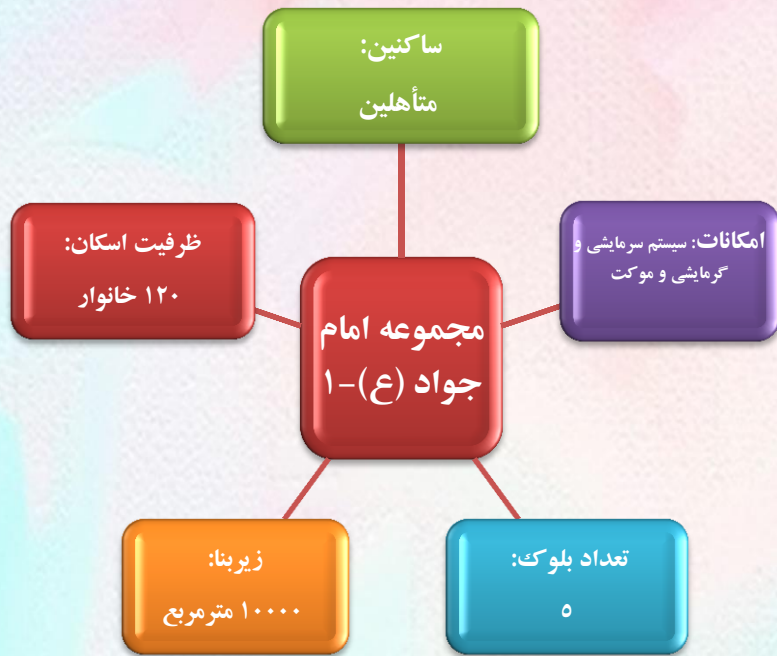 ساکنین:
متأهلین
امکانات: سیستم سرمایشی و
گرمایشی و موکت
ظرفیت اسکان:
۱۲۰ خانوار
مجموعه امام
جواد (ع)-۱
تعداد بلوک:
۵
زیربنا:
۱۰۰۰۰ مترمربع